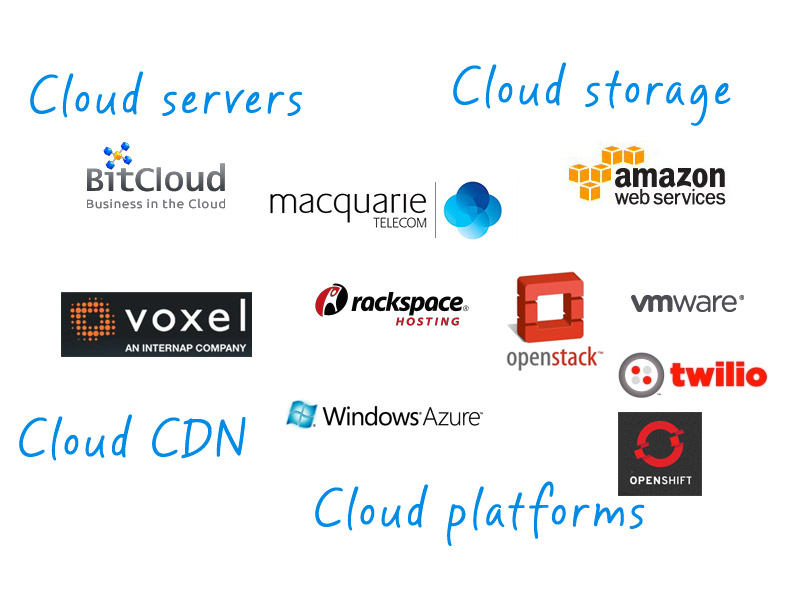 Cloud servers
Cloud storage
BitCloud
Business in the Cloud
macquarie
TELECOM
amazon
web services
voxel
AN INTERNAP COMPANY
rackspace®
HOSTING
openstack™
vmware®
twilio
Windows® Azure™
OPENSHIFT
Cloud CDN
Cloud platforms